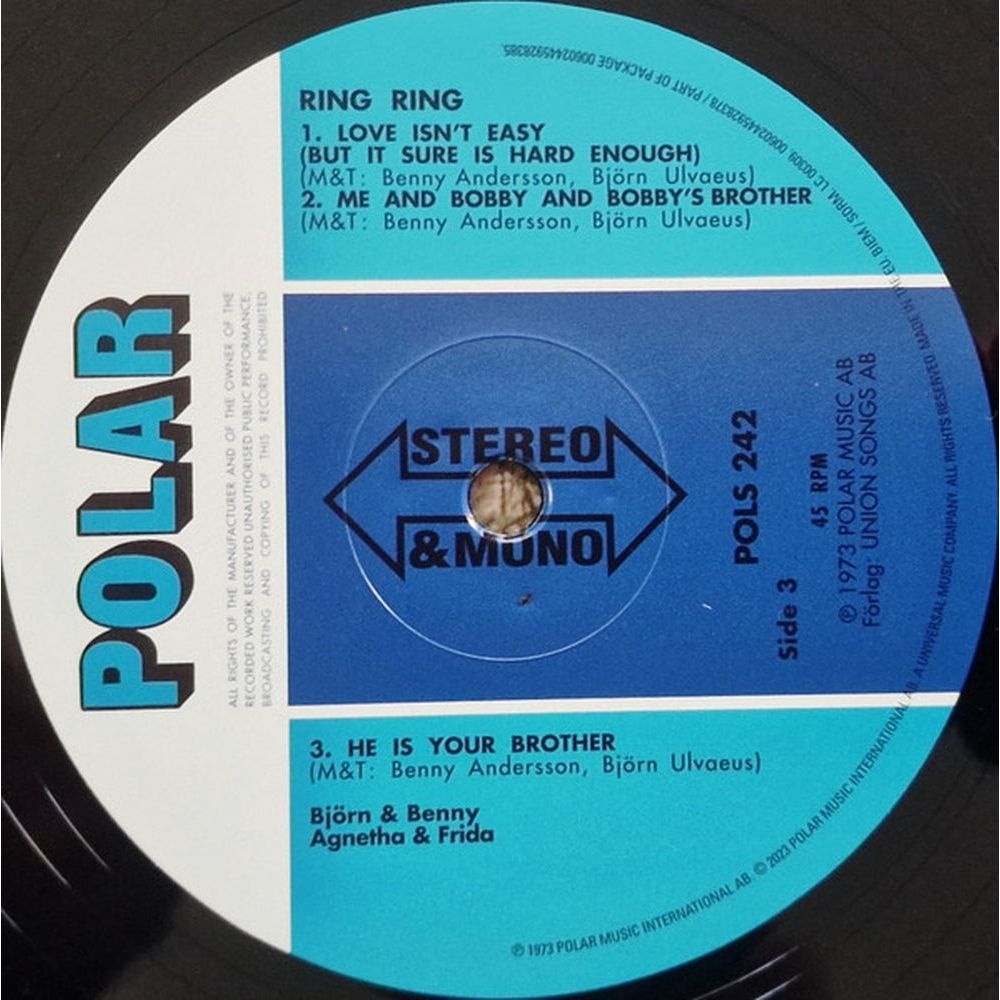 RING RING
1. LOVE ISN'T EASY
(BUT IT SURE IS HARD ENOUGH)
(M&T: Benny Andersson, Björn Ulvaeus)
2. ME AND BOBBY AND BOBBY'S BROTHER
(M&T: Benny Andersson, Björn Ulvaeus)
POLAR
ALL RIGHTS OF THE MANUFACTURER AND OF THE OWNER OF THE
RECORDED WORK RESERVED UNAUTHORISED PUBLIC PERFORMANCE,
BROADCASTING AND COPYING OF THIS RECORD PROHIBITED
STEREO
& MONO
POLS 242
Side 3
45 RPM
℗ 1973 POLAR MUSIC AB
Förlag: UNION SONGS AB
3. HE IS YOUR BROTHER
(M&T: Benny Andersson, Björn Ulvaeus)
Björn & Benny
Agnetha & Frida
℗ 1973 POLAR MUSIC INTERNATIONAL AB. © 2023 POLAR MUSIC INTERNATIONAL AB. A UNIVERSAL MUSIC COMPANY. ALL RIGHTS RESERVED. MADE IN THE EU. BIEM / SDRM. LC 00309. 00602445928378 / PART OF PACKAGE 00602445928385.